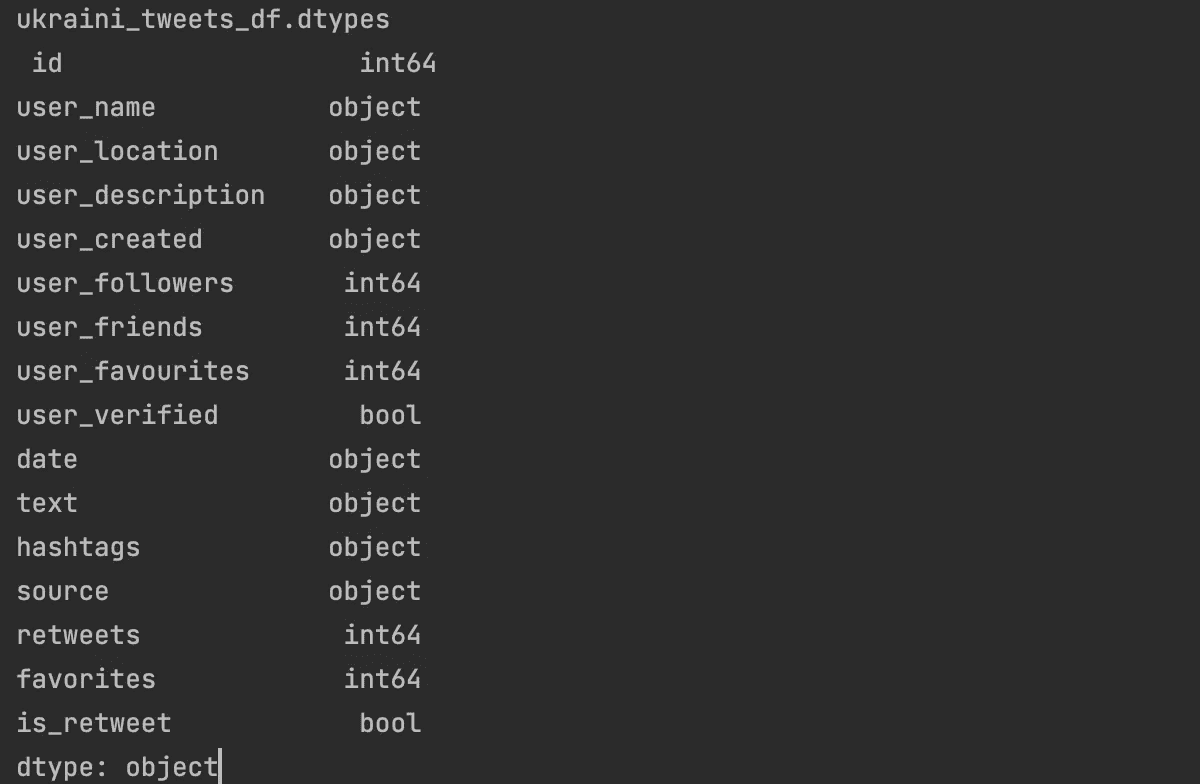 ukraini_tweets_df.dtypes
id int64
user_name object
user_location object
user_description object
user_created object
user_followers int64
user_friends int64
user_favourites int64
user_verified bool
date object
text object
hashtags object
source object
retweets int64
favorites int64
is_retweet bool
dtype: object